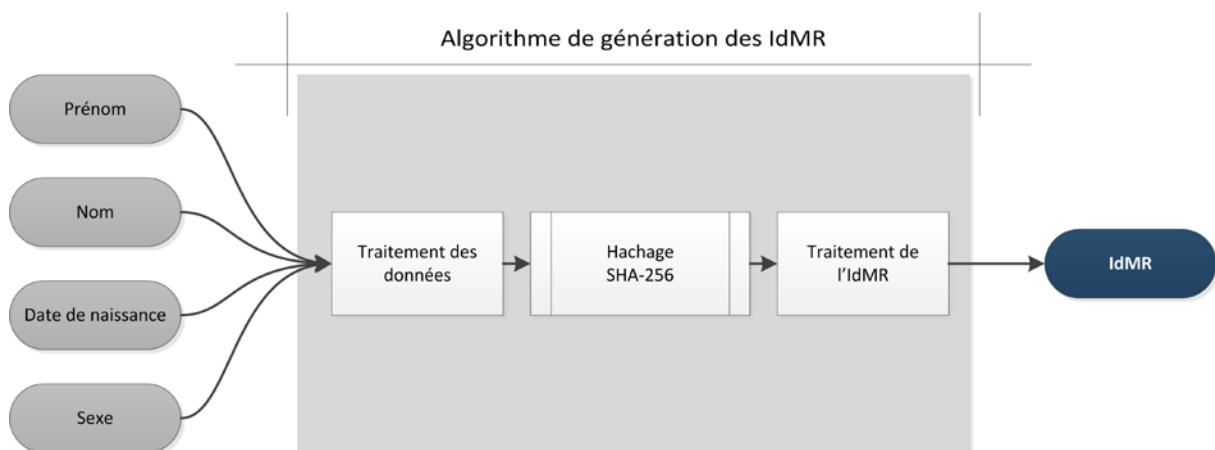 Algorithme de génération des IdMR
Prénom
Nom
Date de naissance
Sexe
Traitement des
données
Hachage
SHA-256
Traitement de
l'IdMR
IdMR